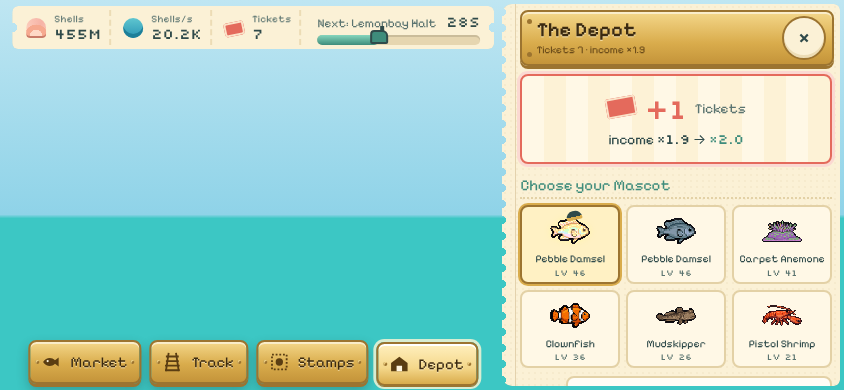 Shells
455M
Shells/s
20.2K
Tickets
7
Next: Lemonbay Halt 28S
Market
Track
Stamps
Depot
The Depot
Tickets 7 · income ×1.9
×
+1 Tickets
income ×1.9 → ×2.0
Choose your Mascot
Pebble Damsel
LV 46
Pebble Damsel
LV 46
Carpet Anemone
LV 41
Clownfish
LV 36
Mudskipper
LV 26
Pistol Shrimp
LV 21